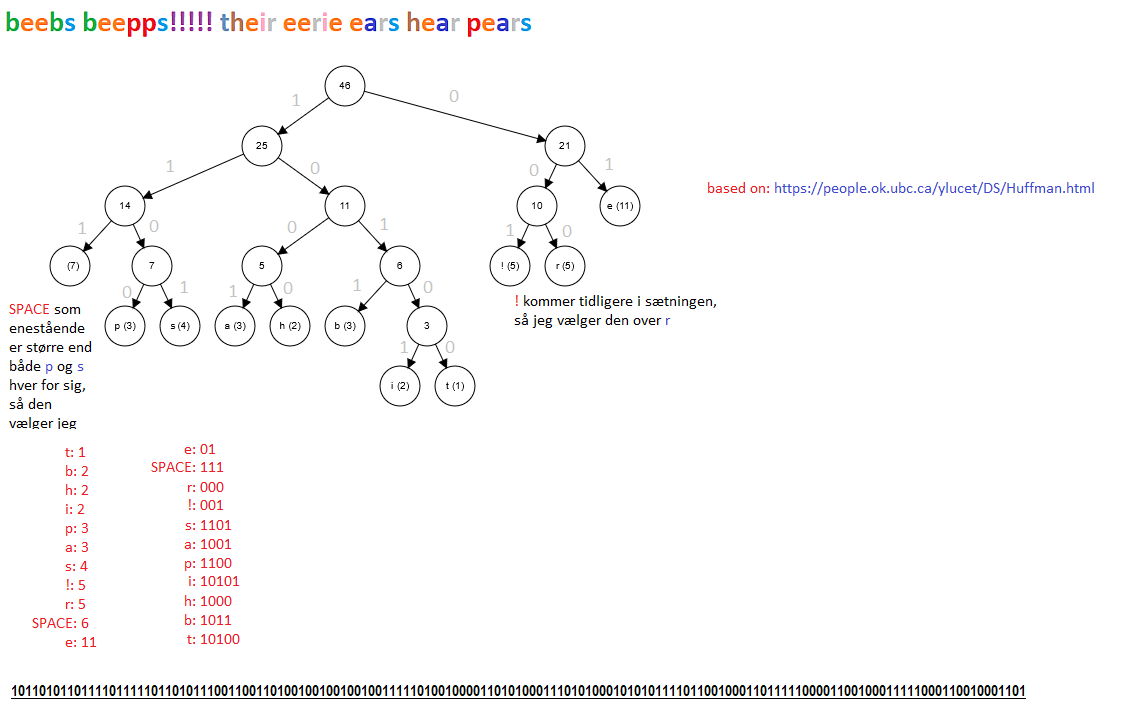 beebs beepps!!!!! their eerie ears hear pears
46
1 0
25 21
1 0 0 1
14 11 10 e (11)
1 0 0 1 1 0
(7) 7 5 6 ! (5) r (5)
0 1 1 0 1 0
p (3) s (4) a (3) h (2) b (3) 3
1 0
i (2) t (1)
based on: https://people.ok.ubc.ca/ylucet/DS/Huffman.html
! kommer tidligere i sætningen,
så jeg vælger den over r
SPACE som
enestående
er større end
både p og s
hver for sig,
så den
vælger jeg
t: 1
b: 2
h: 2
i: 2
p: 3
a: 3
s: 4
!: 5
r: 5
SPACE: 6
e: 11
e: 01
SPACE: 111
r: 000
!: 001
s: 1101
a: 1001
p: 1100
i: 10101
h: 1000
b: 1011
t: 10100
1011010110111101111101101011100110011010010010010010011111010010000110101000111010100010101011110110010001101111100001100100011111000110010001101